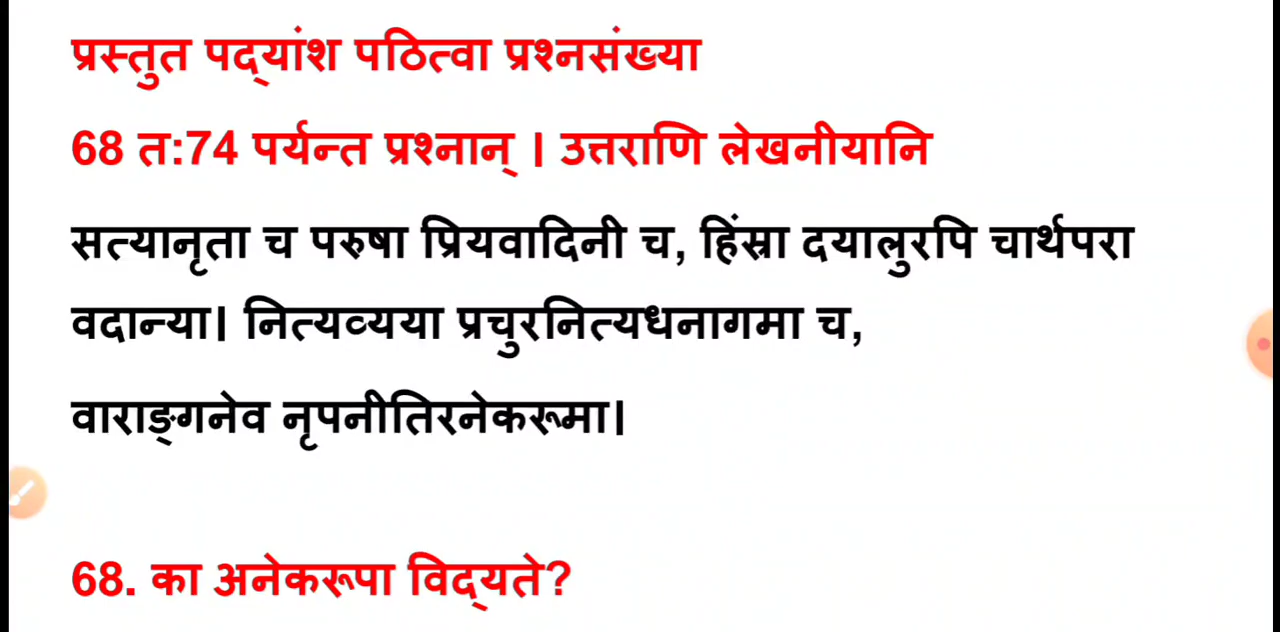 प्रस्तुत पद्यांश पठित्वा प्रश्नसंख्या
68 त:74 पर्यन्त प्रश्नान् । उत्तराणि लेखनीयानि
सत्यानृता च परुषा प्रियवादिनी च, हिंस्रा दयालुरपि चार्थपरा
वदान्या। नित्यव्यया प्रचुरनित्यधनागमा च,
वाराङ्गनेव नृपनीतिरनेकरूमा।
68. का अनेकरूपा विद्यते?